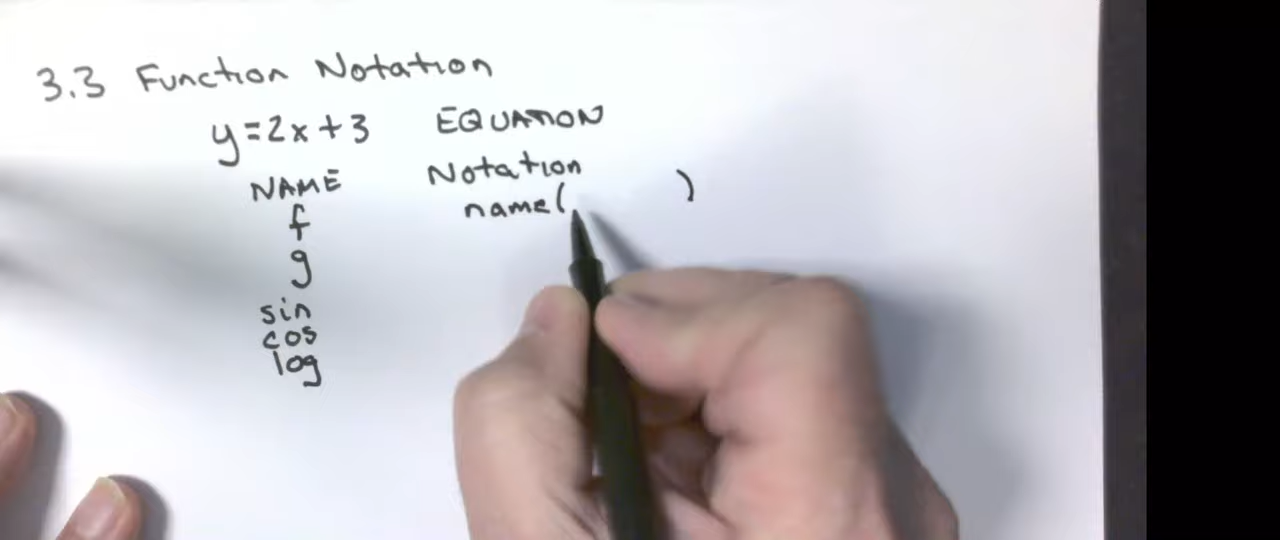 3.3 Function Notation
y=2x+3 EQUATION
NAME Notation
f name( )
g
sin
cos
log